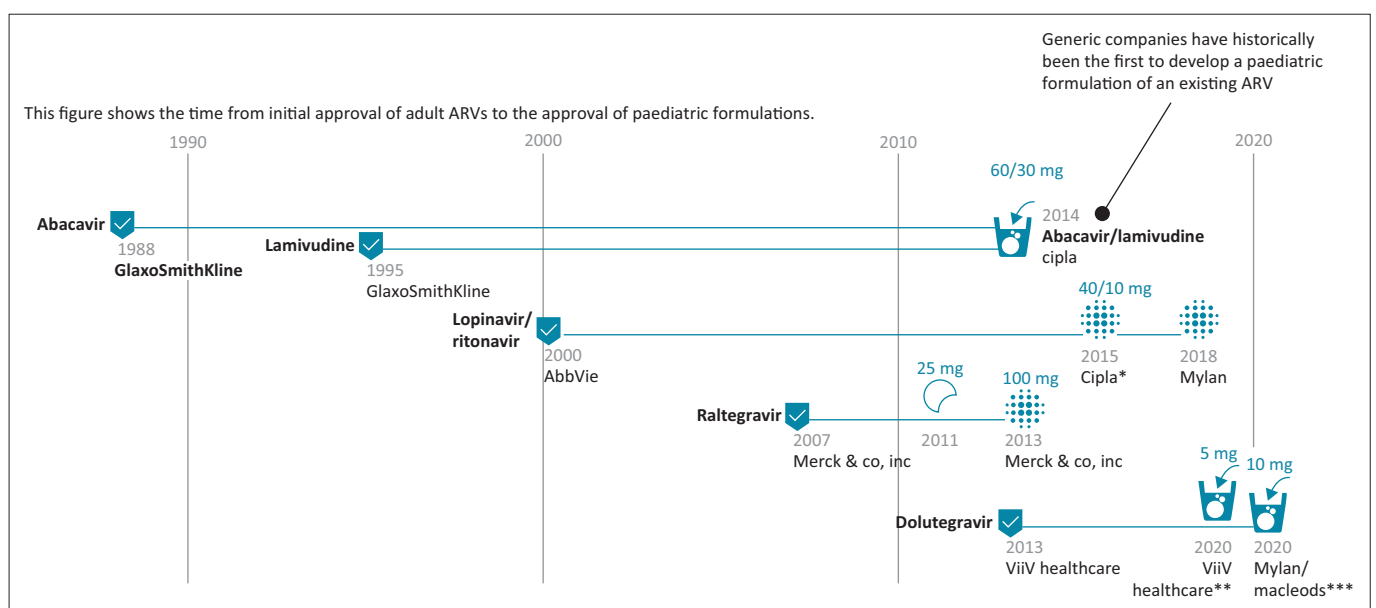 Generic companies have historically
been the first to develop a paediatric
formulation of an existing ARV
This figure shows the time from initial approval of adult ARVs to the approval of paediatric formulations.
1990
2000
2010
2020
60/30 mg
Abacavir
1988
GlaxoSmithKline
Lamivudine
1995
GlaxoSmithKline
2014
Abacavir/lamivudine
cipla
Lopinavir/
ritonavir
2000
AbbVie
40/10 mg
2015
Cipla*
2018
Mylan
Raltegravir
2007
Merck & co, inc
25 mg
2011
100 mg
2013
Merck & co, inc
Dolutegravir
2013
ViiV healthcare
5 mg
2020
ViiV
healthcare**
10 mg
2020
Mylan/
macleods***